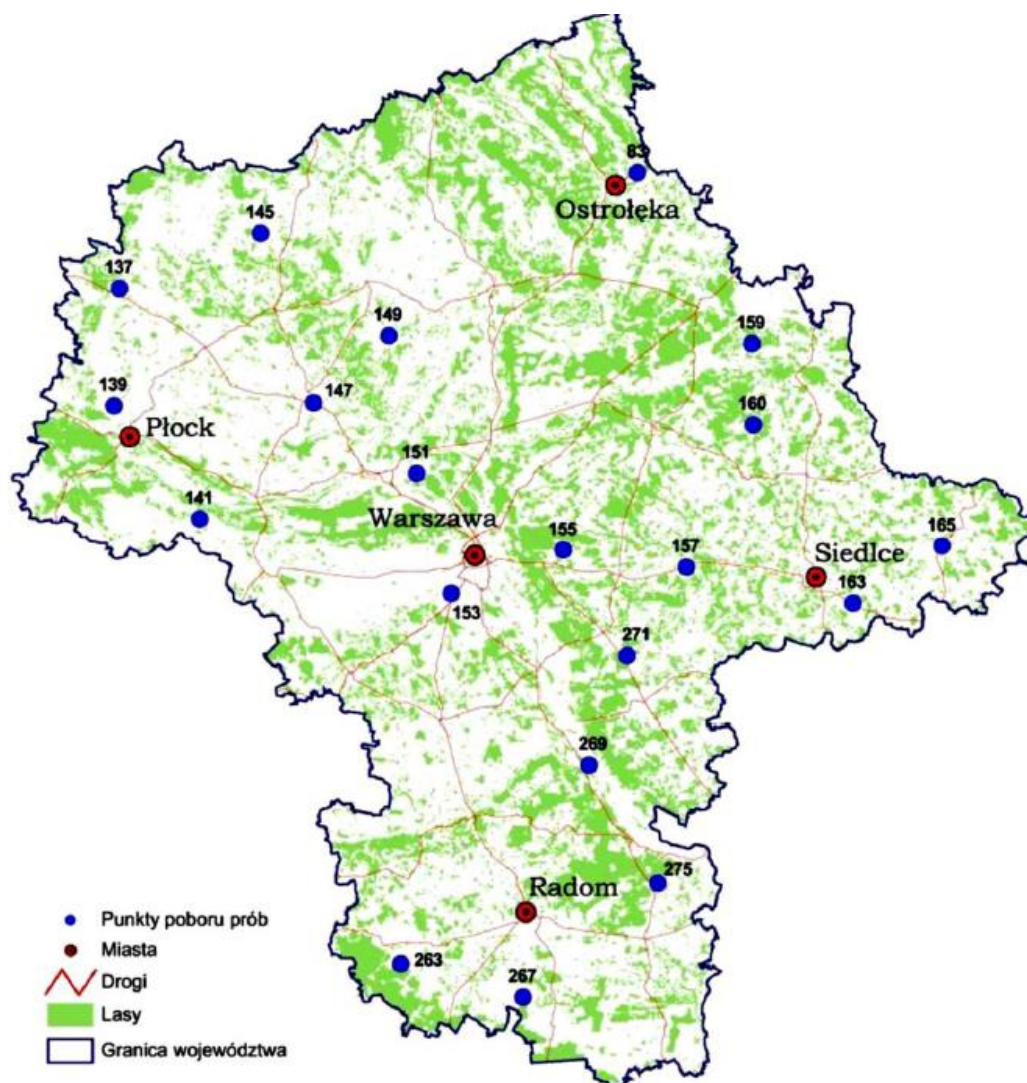 83
Ostrołęka
145
137
149
159
139
147
160
Płock
151
141
Warszawa
155
157
165
Siedlce
163
153
271
269
275
Radom
263
267
Punkty poboru prób
Miasta
Drogi
Lasy
Granica województwa